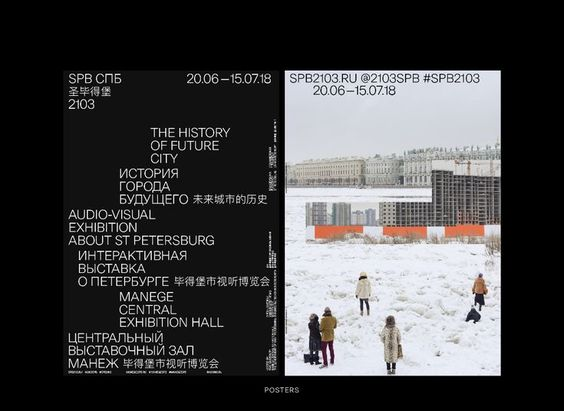 SPB СПБ 20.06—15.07.18
圣毕得堡
2103
THE HISTORY
OF FUTURE
CITY
ИСТОРИЯ
ГОРОДА
БУДУЩЕГО 未来城市的历史
AUDIO-VISUAL
EXHIBITION
ABOUT ST PETERSBURG
ИНТЕРАКТИВНАЯ
ВЫСТАВКА
О ПЕТЕРБУРГЕ 毕得堡市视听博览会
MANEGE
CENTRAL
EXHIBITION HALL
ЦЕНТРАЛЬНЫЙ
ВЫСТАВОЧНЫЙ ЗАЛ
МАНЕЖ 毕得堡市视听博览会
SPB2103.RU @2103SPB #SPB2103
20.06—15.07.18
POSTERS